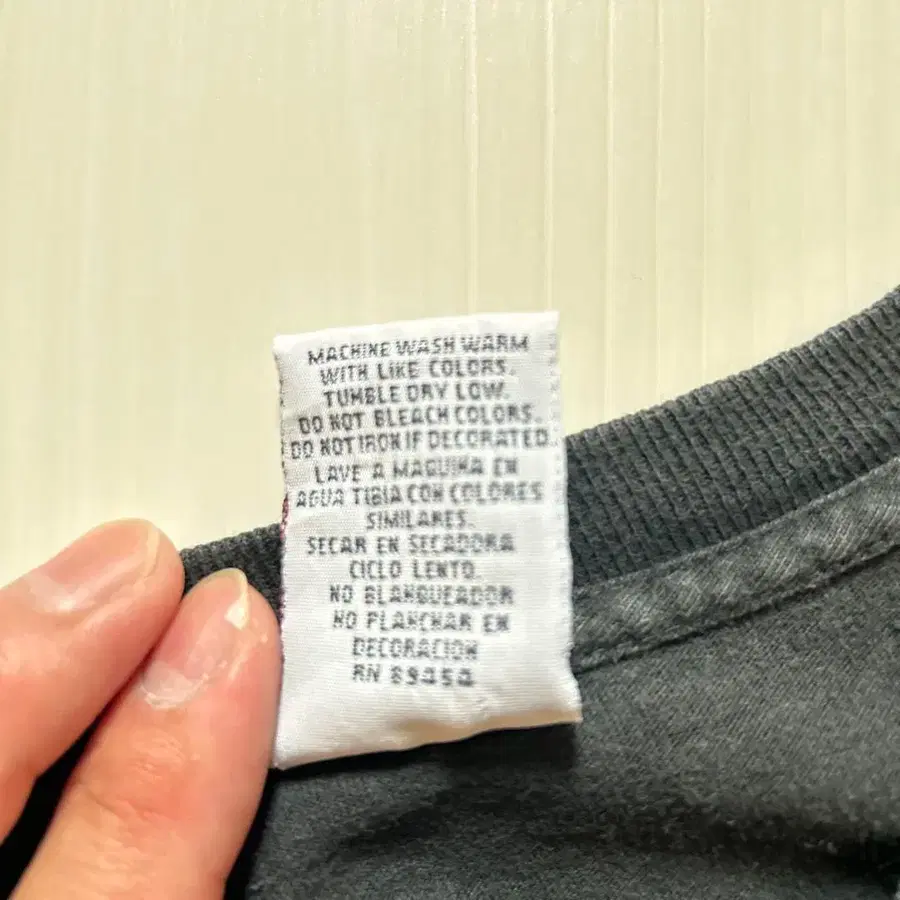 MACHINE WASH WARM
WITH LIKE COLORS.
TUMBLE DRY LOW.
DO NOT BLEACH COLORS.
DO NOT IRON IF DECORATED.
LAVE A MAQUINA EN
AGUA TIBIA CON COLORES
SIMILARES.
SECAR EN SECADORA
CICLO LENTO.
NO BLANQUEADOR
NO PLANCHAR EN
DECORACION
RN 89454